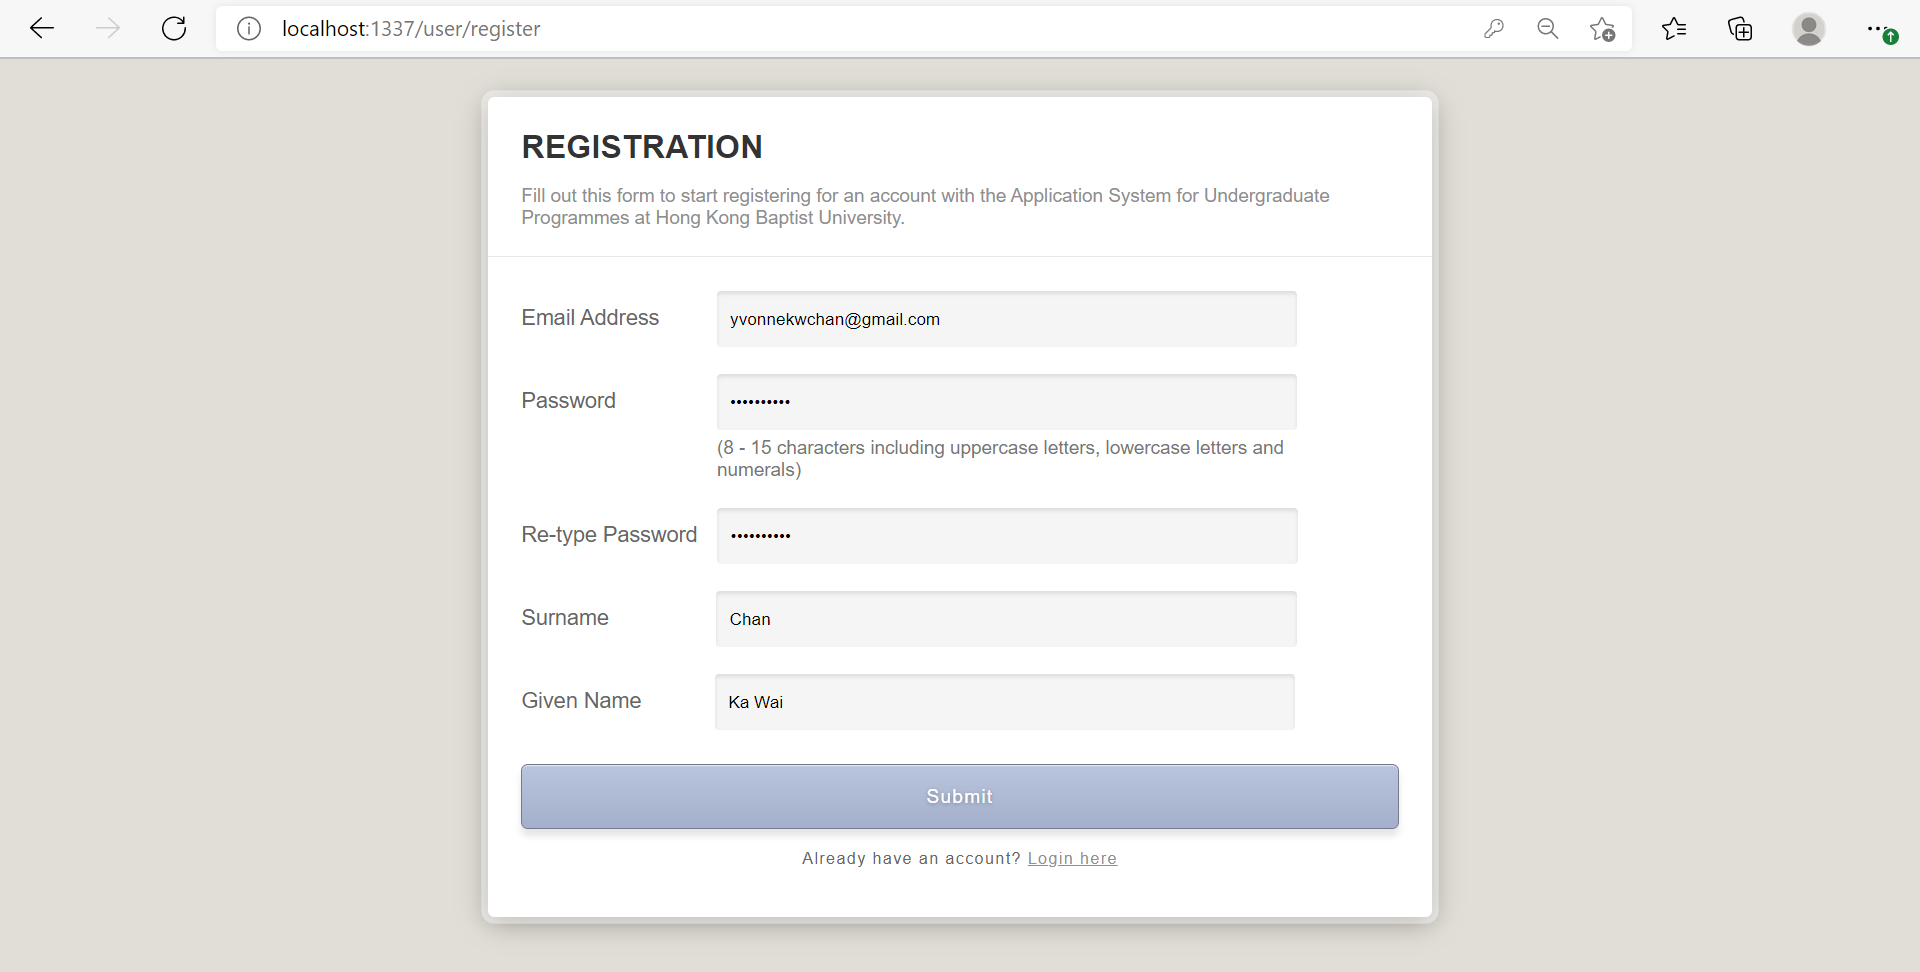 localhost:1337/user/register
REGISTRATION
Fill out this form to start registering for an account with the Application System for Undergraduate
Programmes at Hong Kong Baptist University.
Email Address
yvonnekwchan@gmail.com
Password
••••••••••
(8 - 15 characters including uppercase letters, lowercase letters and
numerals)
Re-type Password
••••••••••
Surname
Chan
Given Name
Ka Wai
Submit
Already have an account? Login here